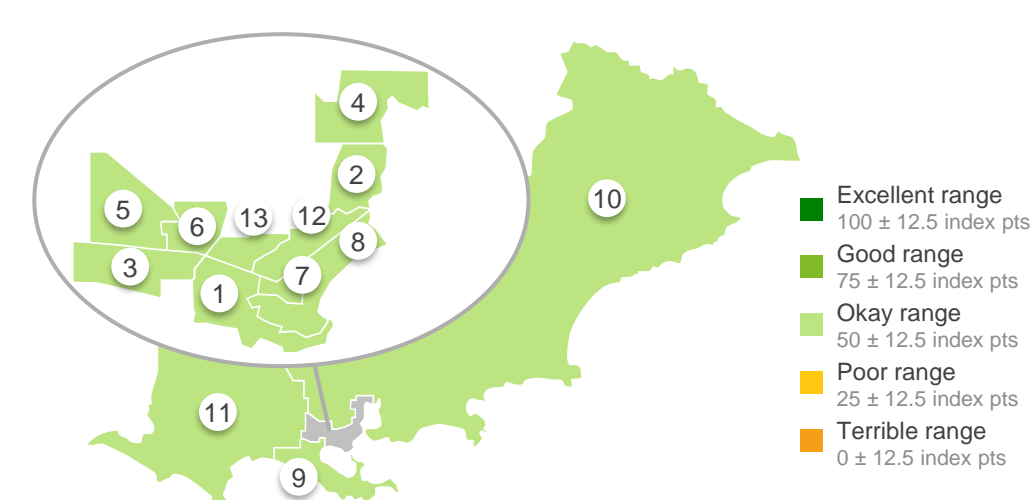 4
2
5
6
13
12
10
8
3
7
1
11
9
Excellent range
100 ± 12.5 index pts
Good range
75 ± 12.5 index pts
Okay range
50 ± 12.5 index pts
Poor range
25 ± 12.5 index pts
Terrible range
0 ± 12.5 index pts